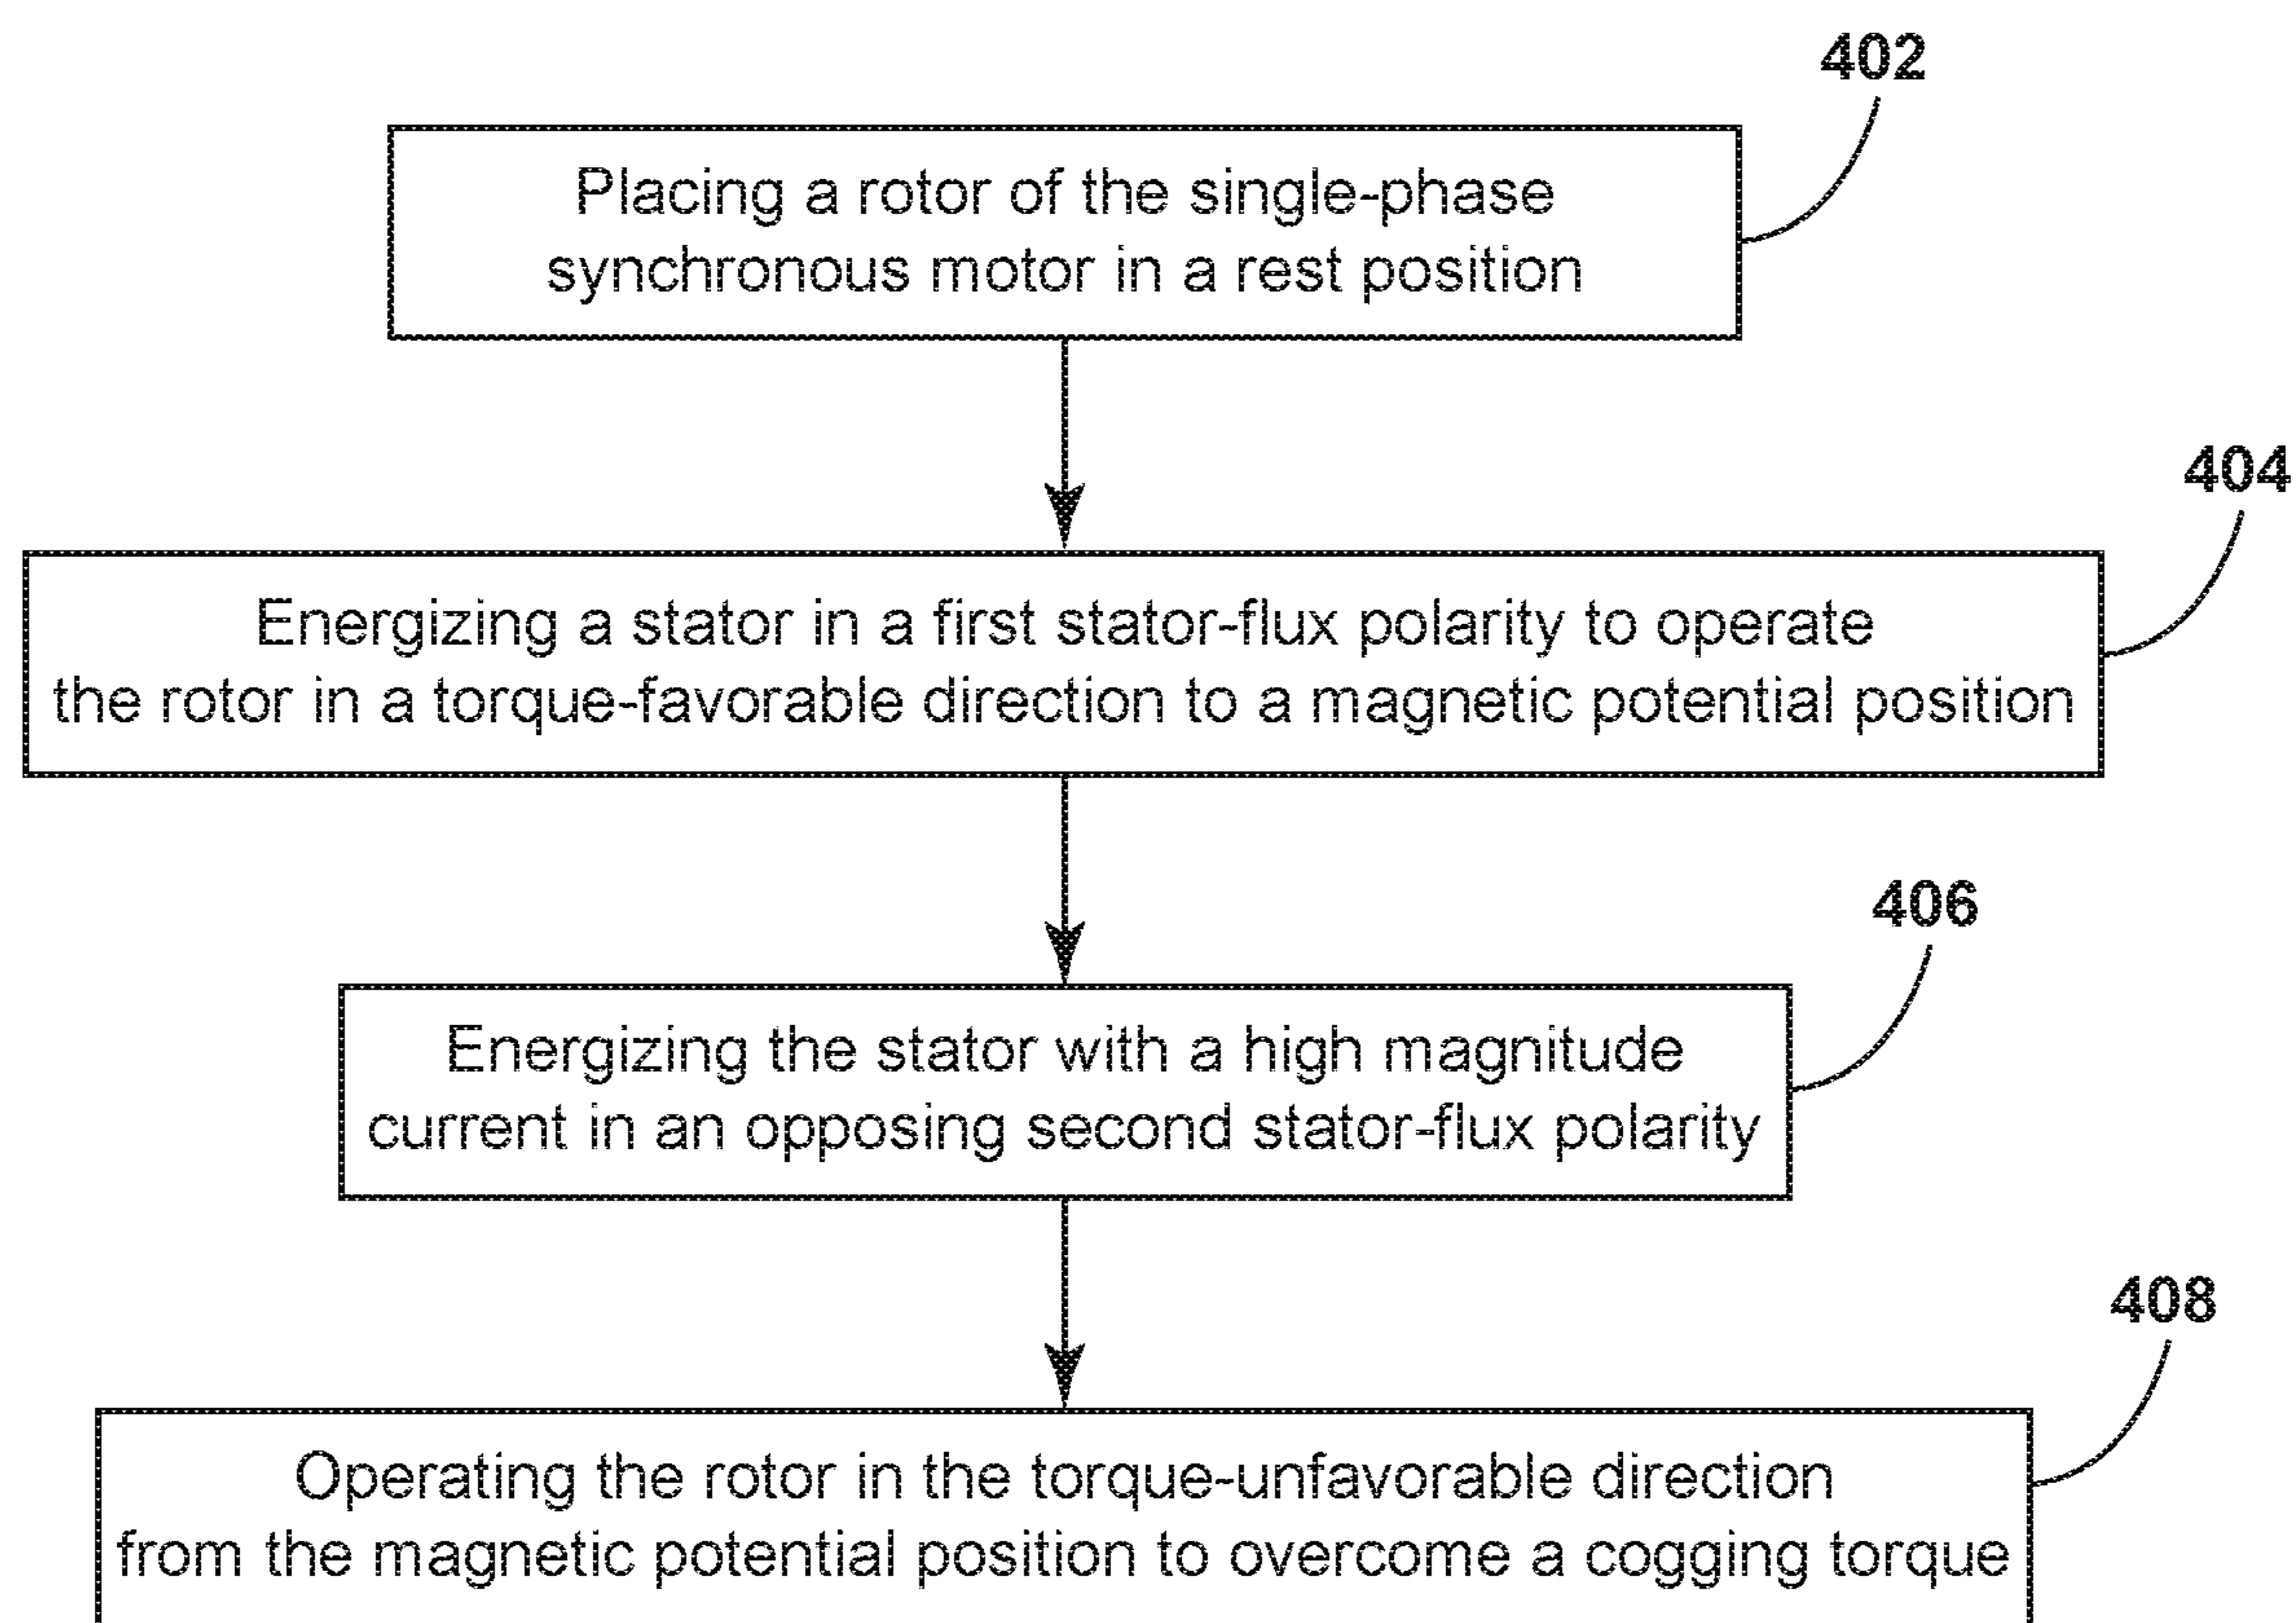 402
Placing a rotor of the single-phase
synchronous motor in a rest position
404
Energizing a stator in a first stator-flux polarity to operate
the rotor in a torque-favorable direction to a magnetic potential position
406
Energizing the stator with a high magnitude
current in an opposing second stator-flux polarity
408
Operating the rotor in the torque-unfavorable direction
from the magnetic potential position to overcome a cogging torque